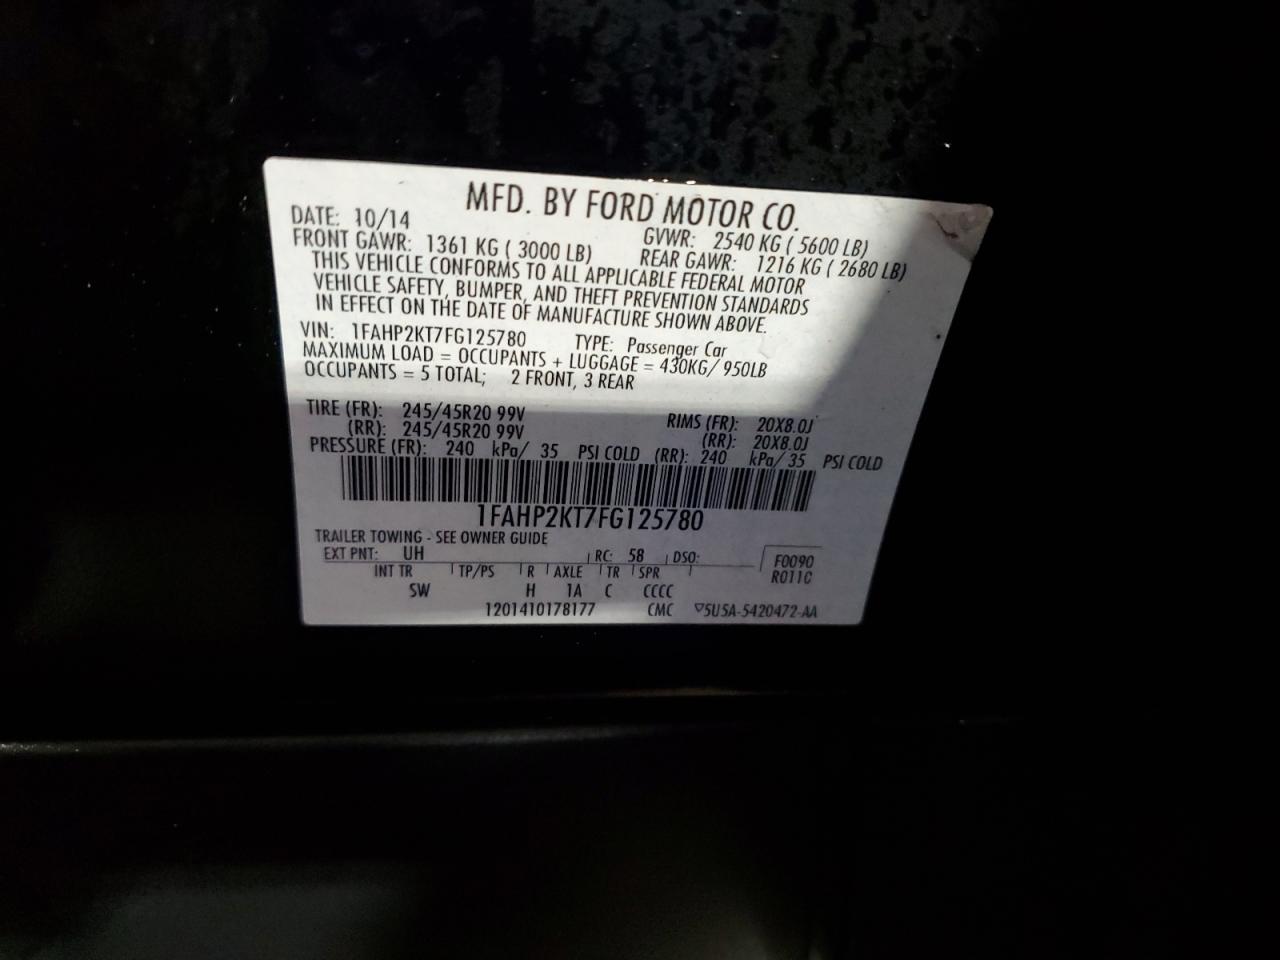 MFD. BY FORD MOTOR CO.
DATE: 10/14 GVWR: 2540 KG ( 5600 LB)
FRONT GAWR: 1361 KG ( 3000 LB) REAR GAWR: 1216 KG ( 2680 LB)
THIS VEHICLE CONFORMS TO ALL APPLICABLE FEDERAL MOTOR
VEHICLE SAFETY, BUMPER, AND THEFT PREVENTION STANDARDS
IN EFFECT ON THE DATE OF MANUFACTURE SHOWN ABOVE.
VIN: 1FAHP2KT7FG125780 TYPE: Passenger Car
MAXIMUM LOAD = OCCUPANTS + LUGGAGE = 430KG/ 950LB
OCCUPANTS = 5 TOTAL; 2 FRONT, 3 REAR
TIRE (FR): 245/45R20 99V RIMS (FR): 20X8.0J
(RR): 245/45R20 99V (RR): 20X8.0J
PRESSURE (FR): 240 kPa/ 35 PSI COLD (RR): 240 kPa/ 35 PSI COLD
1FAHP2KT7FG125780
TRAILER TOWING - SEE OWNER GUIDE
EXT PNT: UH RC: 58 DSO: F0090
INT TR TP/PS R AXLE TR SPR R011C
SW H 1A C CCCC
1201410178177 CMC ▽5U5A-5420472-AA